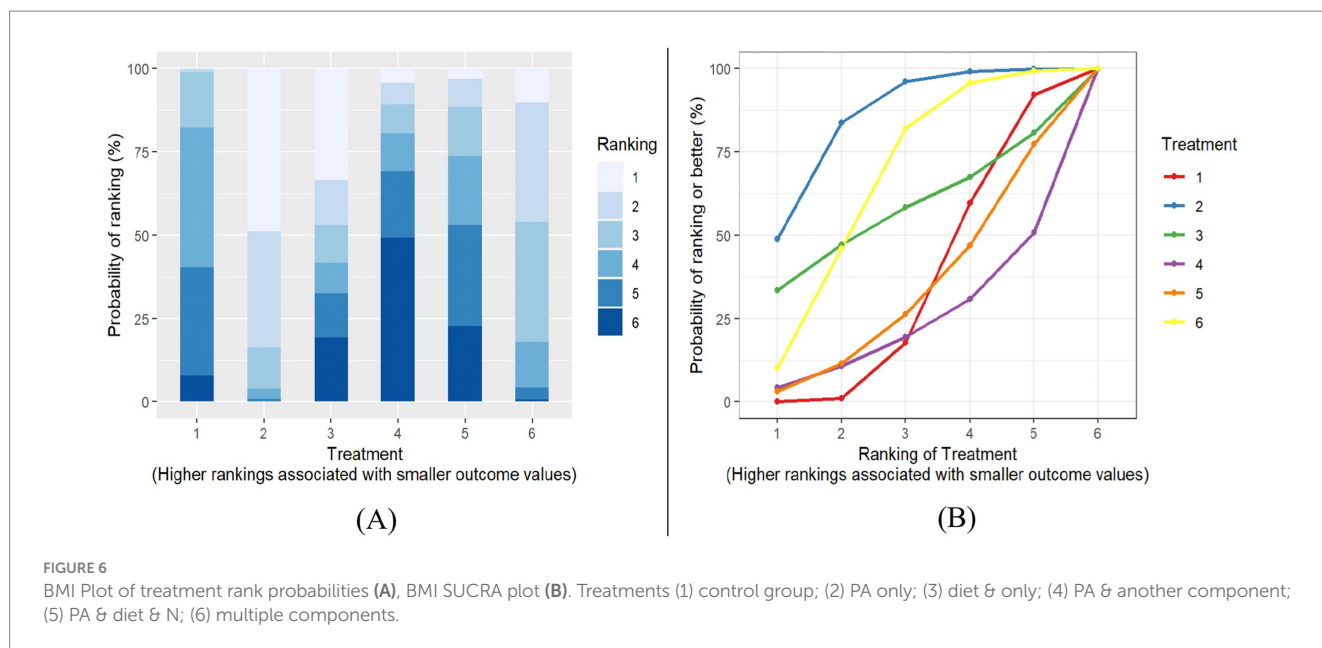 100
75
50
25
0
Probability of ranking (%)
1 2 3 4 5 6
Treatment
(Higher rankings associated with smaller outcome values)
Ranking
1
2
3
4
5
6
(A)
100
75
50
25
0
Probability of ranking or better (%)
1 2 3 4 5 6
Ranking of Treatment
(Higher rankings associated with smaller outcome values)
Treatment
1
2
3
4
5
6
(B)
FIGURE 6
BMI Plot of treatment rank probabilities (A), BMI SUCRA plot (B). Treatments (1) control group; (2) PA only; (3) diet & only; (4) PA & another component;
(5) PA & diet & N; (6) multiple components.